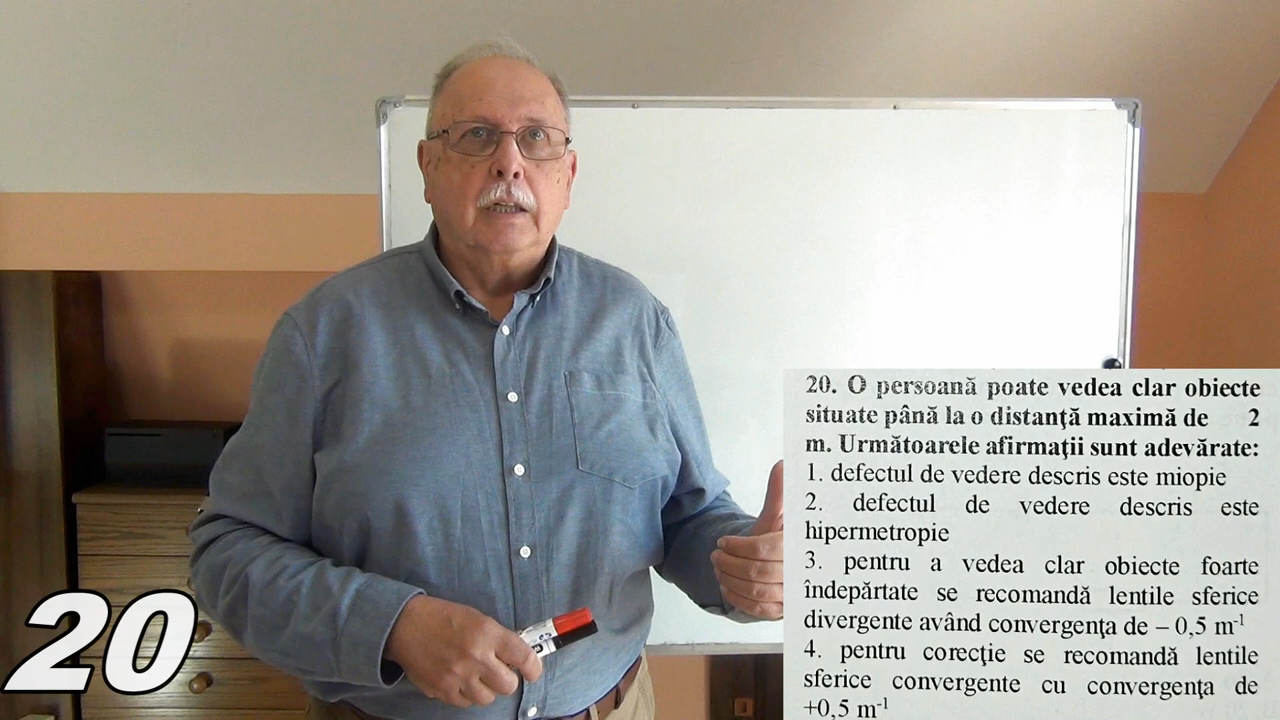 20. O persoană poate vedea clar obiecte
situate până la o distanţă maximă de 2
m. Următoarele afirmaţii sunt adevărate:
1. defectul de vedere descris este miopie
2. defectul de vedere descris este
hipermetropie
3. pentru a vedea clar obiecte foarte
îndepărtate se recomandă lentile sferice
divergente având convergenţa de – 0,5 m⁻¹
4. pentru corecţie se recomandă lentile
sferice convergente cu convergenţa de
+0,5 m⁻¹
20